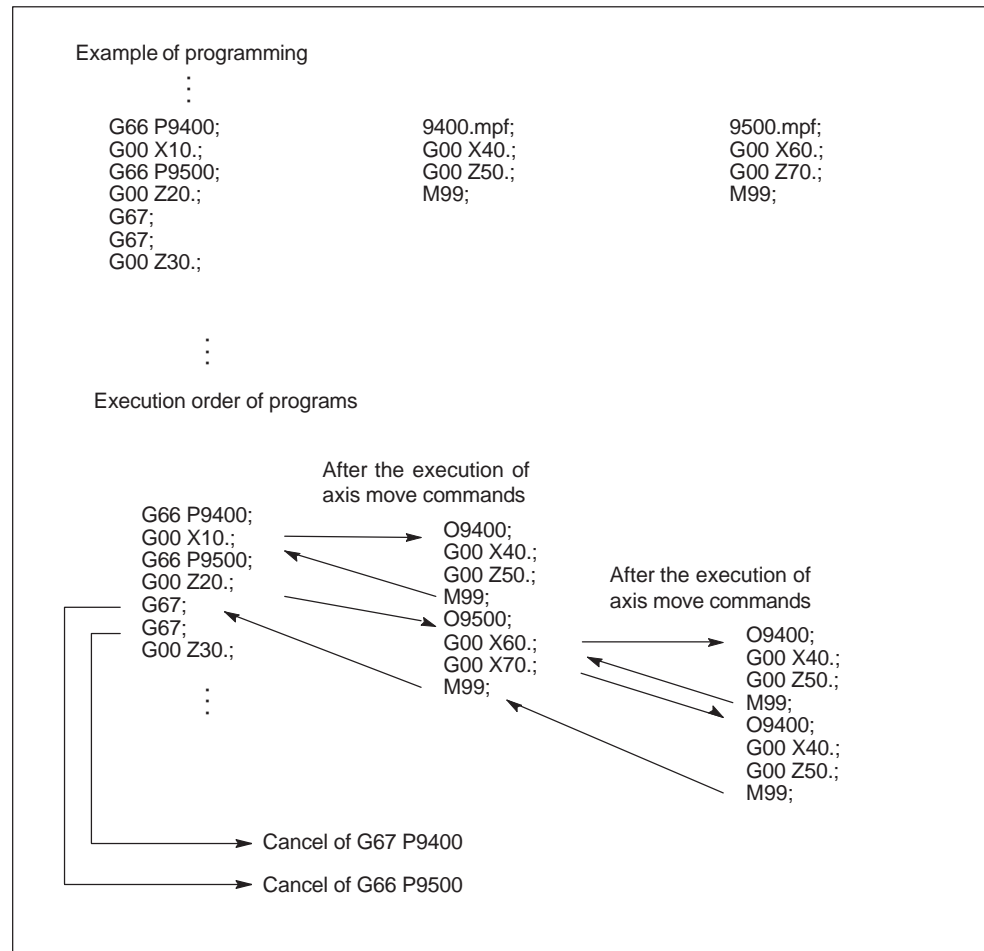 Example of programming
G66 P9400;
G00 X10.;
G66 P9500;
G00 Z20.;
G67;
G67;
G00 Z30.;
9400.mpf;
G00 X40.;
G00 Z50.;
M99;
9500.mpf;
G00 X60.;
G00 Z70.;
M99;
Execution order of programs
G66 P9400;
G00 X10.;
G66 P9500;
G00 Z20.;
G67;
G67;
G00 Z30.;
After the execution of
axis move commands
O9400;
G00 X40.;
G00 Z50.;
M99;
O9500;
G00 X60.;
G00 X70.;
M99;
After the execution of
axis move commands
O9400;
G00 X40.;
G00 Z50.;
M99;
O9400;
G00 X40.;
G00 Z50.;
M99;
Cancel of G67 P9400
Cancel of G66 P9500